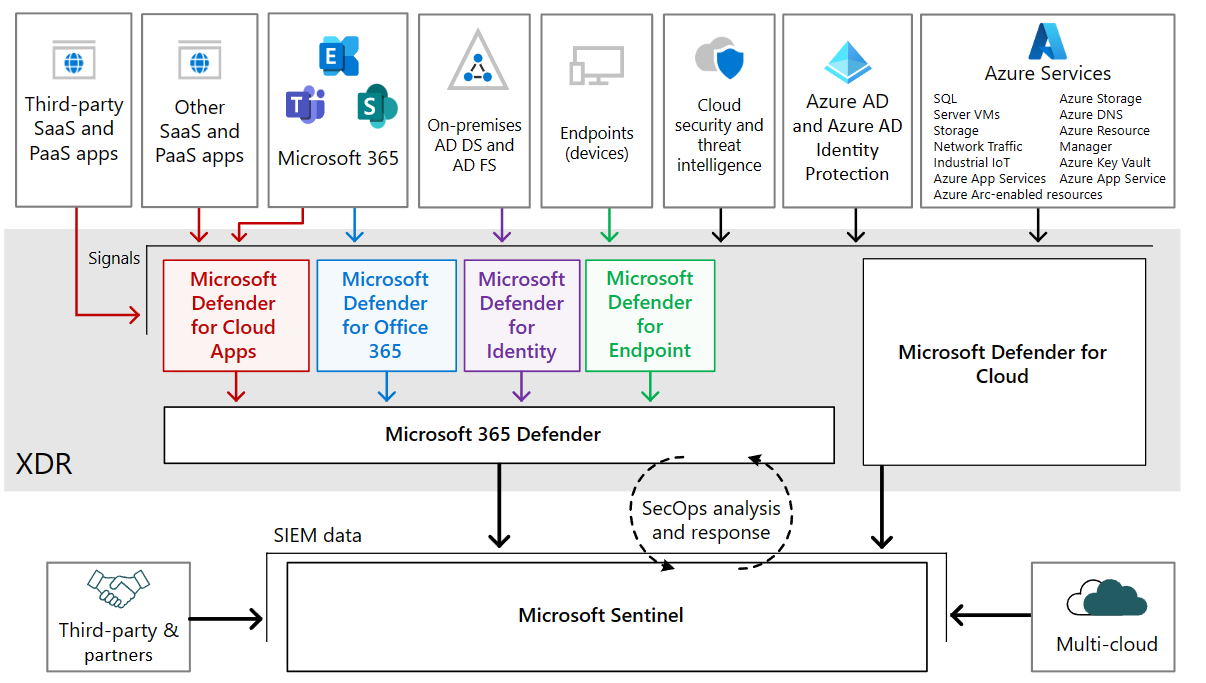 Third-party
SaaS and
PaaS apps
Other
SaaS and
PaaS apps
E
T
S
Microsoft 365
On-premises
AD DS and
AD FS
Endpoints
(devices)
Cloud
security and
threat
intelligence
Azure AD
and Azure AD
Identity
Protection
Azure Services
SQL
Server VMs
Storage
Network Traffic
Industrial IoT
Azure App Services
Azure Arc-enabled resources
Azure Storage
Azure DNS
Azure Resource
Manager
Azure Key Vault
Azure App Service
Signals
Microsoft
Defender
for Cloud
Apps
Microsoft
Defender
for Office
365
Microsoft
Defender
for
Identity
Microsoft
Defender
for
Endpoint
Microsoft Defender for
Cloud
Microsoft 365 Defender
XDR
SecOps analysis
and response
SIEM data
Third-party &
partners
Microsoft Sentinel
Multi-cloud